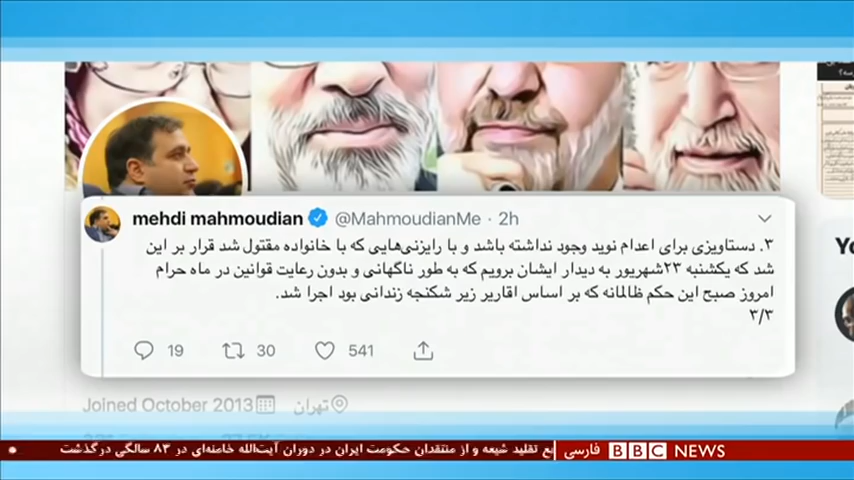 mehdi mahmoudian @MahmoudianMe · 2h
۳. دستاویزی برای اعدام نوید وجود نداشته باشد و با رایزنی‌هایی که با خانواده مقتول شد قرار بر این
شد که یکشنبه ۲۳شهریور به دیدار ایشان برویم که به طور ناگهانی و بدون رعایت قوانین در ماه حرام
امروز صبح این حکم ظالمانه که بر اساس اقاریر زیر شکنجه زندانی بود اجرا شد.
۳/۳
19 30 541
Joined October 2013 تهران
تقلید شیعه و از منتقدان حکومت ایران در دوران آیت‌الله خامنه‌ای در ۸۳ سالگی درگذشت
BBC NEWS فارسی